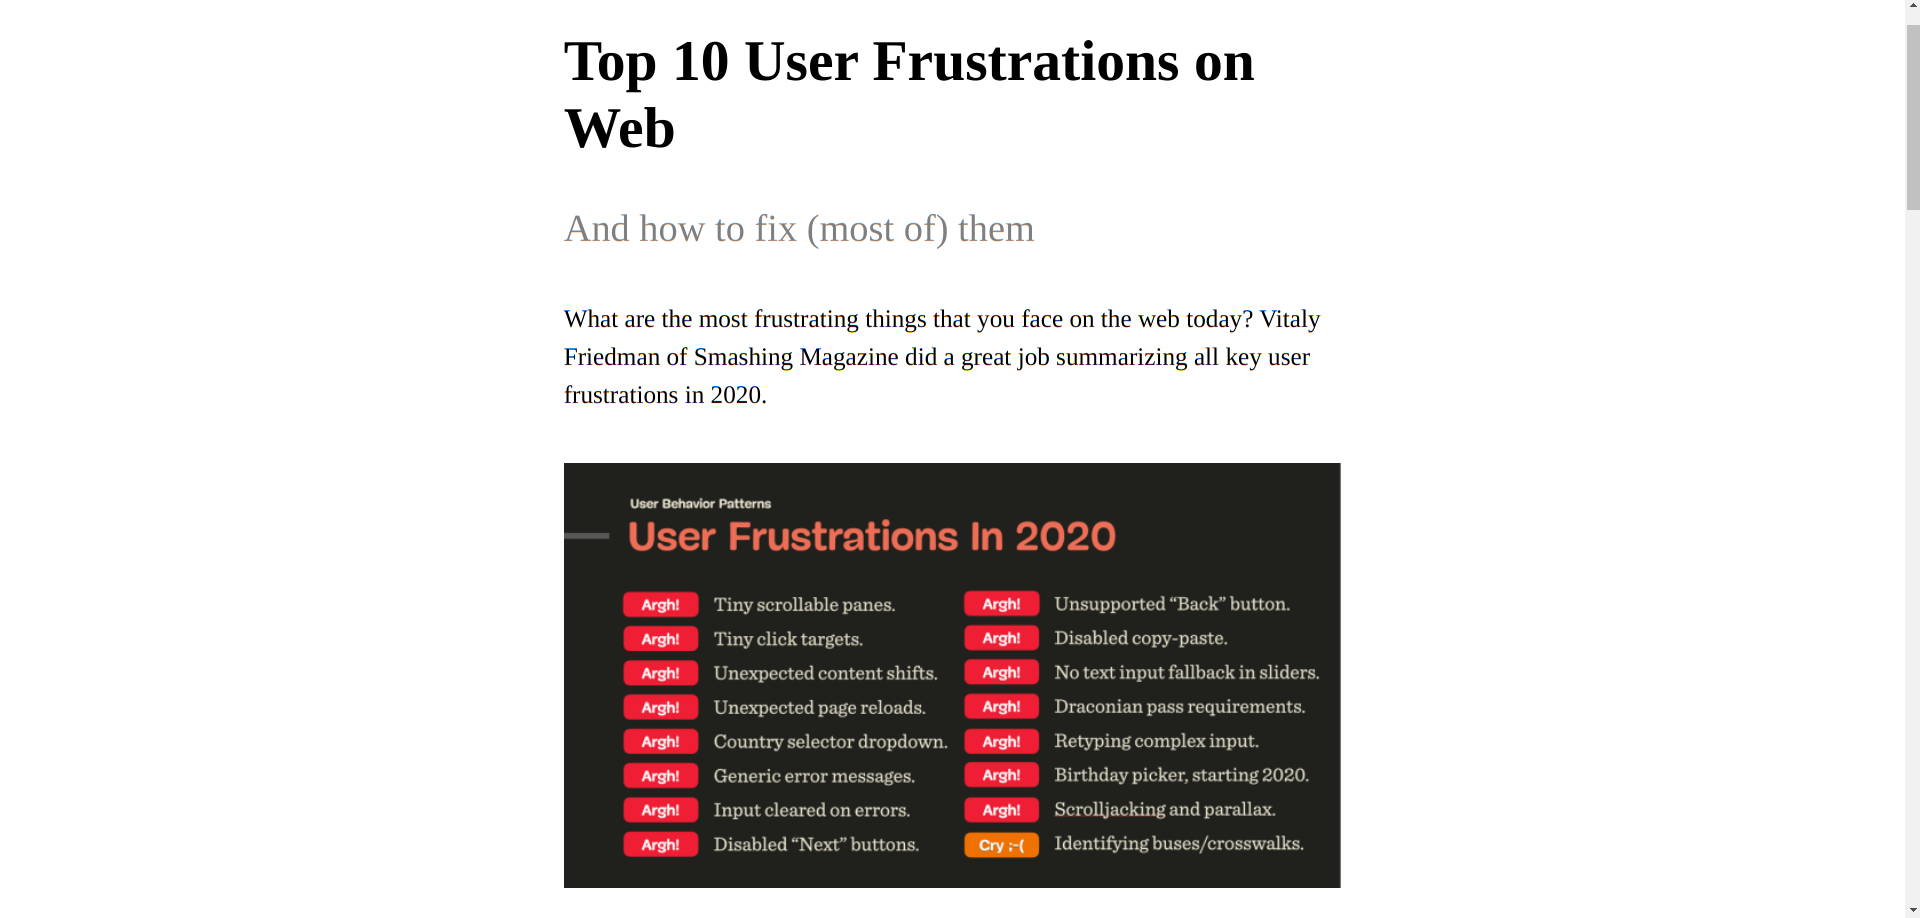 Top 10 User Frustrations on
Web
And how to fix (most of) them
What are the most frustrating things that you face on the web today? Vitaly
Friedman of Smashing Magazine did a great job summarizing all key user
frustrations in 2020.
User Behavior Patterns
User Frustrations In 2020
Argh! Tiny scrollable panes.
Argh! Tiny click targets.
Argh! Unexpected content shifts.
Argh! Unexpected page reloads.
Argh! Country selector dropdown.
Argh! Generic error messages.
Argh! Input cleared on errors.
Argh! Disabled “Next” buttons.
Argh! Unsupported “Back” button.
Argh! Disabled copy-paste.
Argh! No text input fallback in sliders.
Argh! Draconian pass requirements.
Argh! Retyping complex input.
Argh! Birthday picker, starting 2020.
Argh! Scrolljacking and parallax.
Cry ;-( Identifying buses/crosswalks.